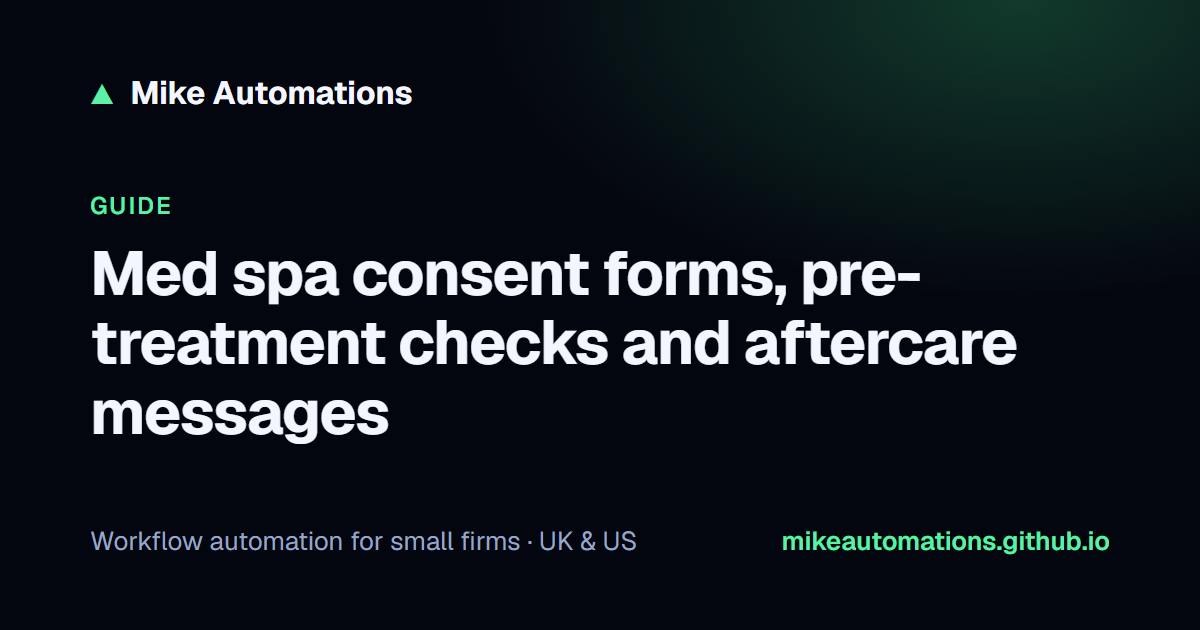 Mike Automations
GUIDE
Med spa consent forms, pre-
treatment checks and aftercare
messages
Workflow automation for small firms · UK & US
mikeautomations.github.io